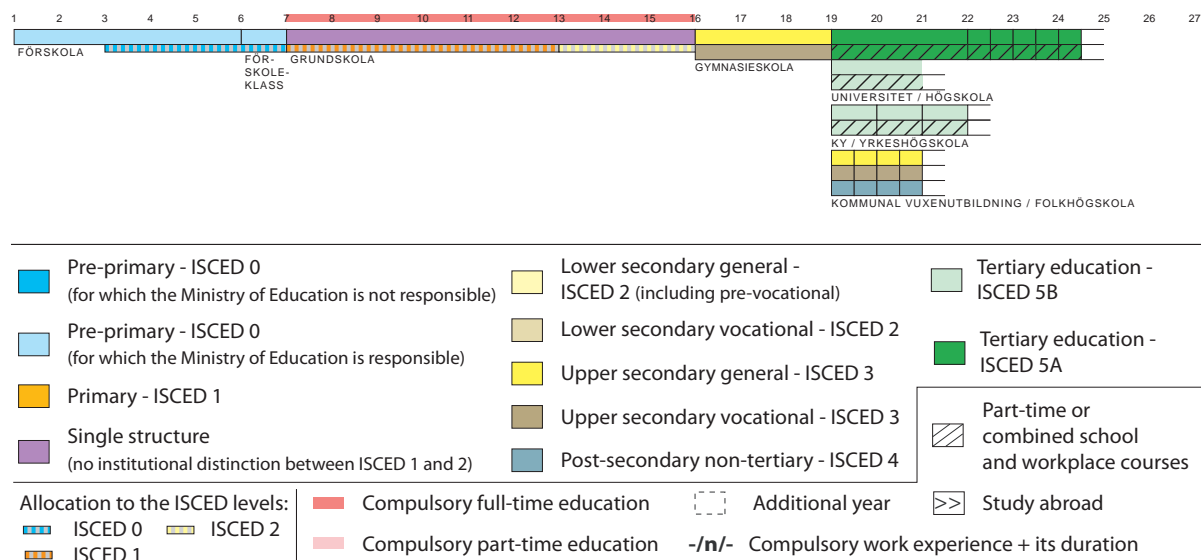 1 2 3 4 5 6 7 8 9 10 11 12 13 14 15 16 17 18 19 20 21 22 23 24 25 26 27
FÖRSKOLA
FÖR-
SKOLE-
KLASS
GRUNDSKOLA
GYMNASIESKOLA
UNIVERSITET / HÖGSKOLA
KY / YRKESHÖGSKOLA
KOMMUNAL VUXENUTBILDNING / FOLKHÖGSKOLA
Pre-primary - ISCED 0
(for which the Ministry of Education is not responsible)
Pre-primary - ISCED 0
(for which the Ministry of Education is responsible)
Primary - ISCED 1
Single structure
(no institutional distinction between ISCED 1 and 2)
Lower secondary general -
ISCED 2 (including pre-vocational)
Lower secondary vocational - ISCED 2
Upper secondary general - ISCED 3
Upper secondary vocational - ISCED 3
Post-secondary non-tertiary - ISCED 4
Tertiary education -
ISCED 5B
Tertiary education -
ISCED 5A
Part-time or
combined school
and workplace courses
Allocation to the ISCED levels:
ISCED 0 ISCED 2
ISCED 1
Compulsory full-time education
Additional year
>> Study abroad
Compulsory part-time education
-/n/- Compulsory work experience + its duration